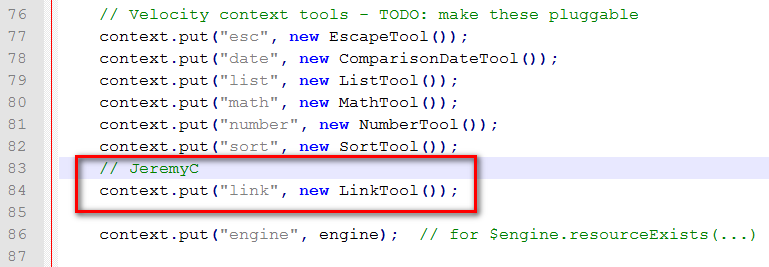 76 // Velocity context tools - TODO: make these pluggable
77 context.put("esc", new EscapeTool());
78 context.put("date", new ComparisonDateTool());
79 context.put("list", new ListTool());
80 context.put("math", new MathTool());
81 context.put("number", new NumberTool());
82 context.put("sort", new SortTool());
83 // JeremyC
84 context.put("link", new LinkTool());
85
86 context.put("engine", engine);  // for $engine.resourceExists(...)
87